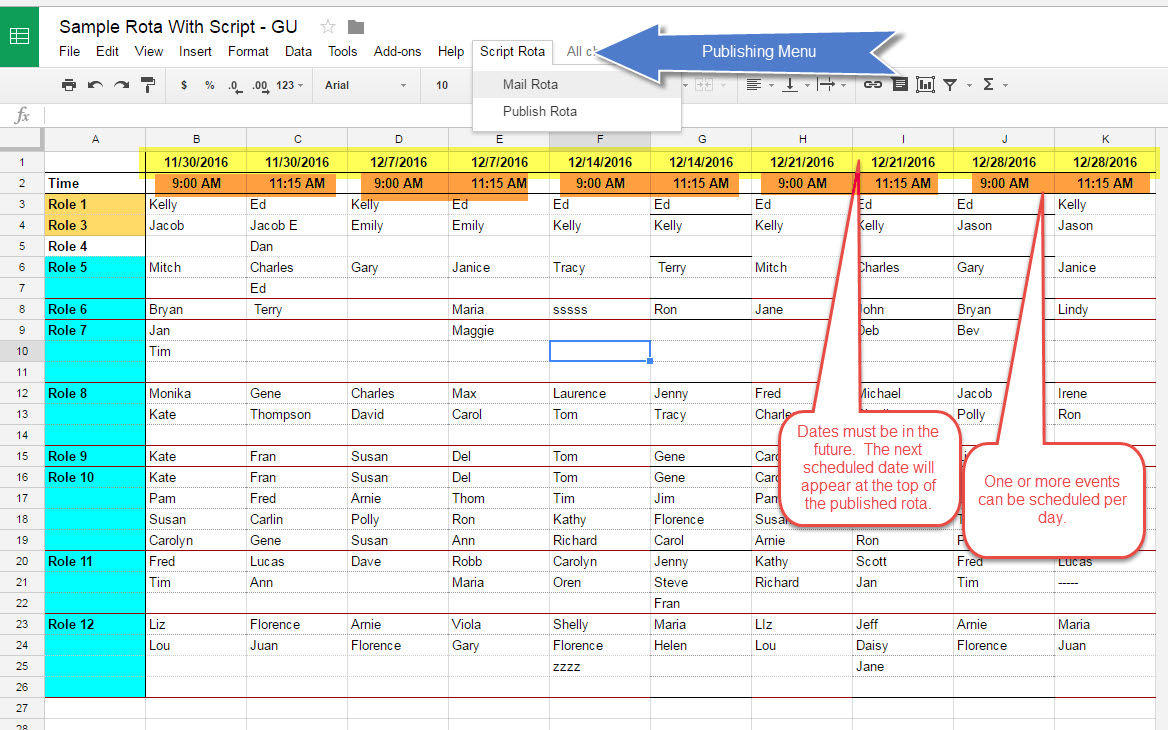 Sample Rota With Script - GU
File Edit View Insert Format Data Tools Add-ons Help Script Rota All Publishing Menu
$ % .0 .00 123 Arial 10 Σ
Mail Rota
Publish Rota
fx
A B C D E F G H I J K
1 11/30/2016 11/30/2016 12/7/2016 12/7/2016 12/14/2016 12/14/2016 12/21/2016 12/21/2016 12/28/2016 12/28/2016
2 Time 9:00 AM 11:15 AM 9:00 AM 11:15 AM 9:00 AM 11:15 AM 9:00 AM 11:15 AM 9:00 AM 11:15 AM
3 Role 1 Kelly Ed Kelly Ed Ed Ed Ed Ed Ed Kelly
4 Role 3 Jacob Jacob E Emily Emily Kelly Kelly Kelly Kelly Jason Jason
5 Role 4 Dan
6 Role 5 Mitch Charles Gary Janice Tracy Terry Mitch Charles Gary Janice
7 Ed
8 Role 6 Bryan Terry Maria sssss Ron Jane John Bryan Lindy
9 Role 7 Jan Maggie Deb Bev
10 Tim
11
12 Role 8 Monika Gene Charles Max Laurence Jenny Fred Michael Jacob Irene
13 Kate Thompson David Carol Tom Tracy Charle Polly Ron
14
15 Role 9 Kate Fran Susan Del Tom Gene
16 Role 10 Kate Fran Susan Del Tom Gene
17 Pam Fred Arnie Thom Tim Jim Pam
18 Susan Carlin Polly Ron Kathy Florence Susa
19 Carolyn Gene Susan Ann Richard Carol Arnie Ron
20 Role 11 Fred Lucas Dave Robb Carolyn Jenny Kathy Scott Fred Lucas
21 Tim Ann Maria Oren Steve Richard Jan Tim -----
22 Fran
23 Role 12 Liz Florence Arnie Viola Shelly Maria LIz Jeff Arnie Maria
24 Lou Juan Florence Gary Florence Helen Lou Daisy Florence Juan
25 zzzz Jane
26
27
28
Dates must be in the
future. The next
scheduled date will
appear at the top of
the published rota.
One or more events
can be scheduled per
day.